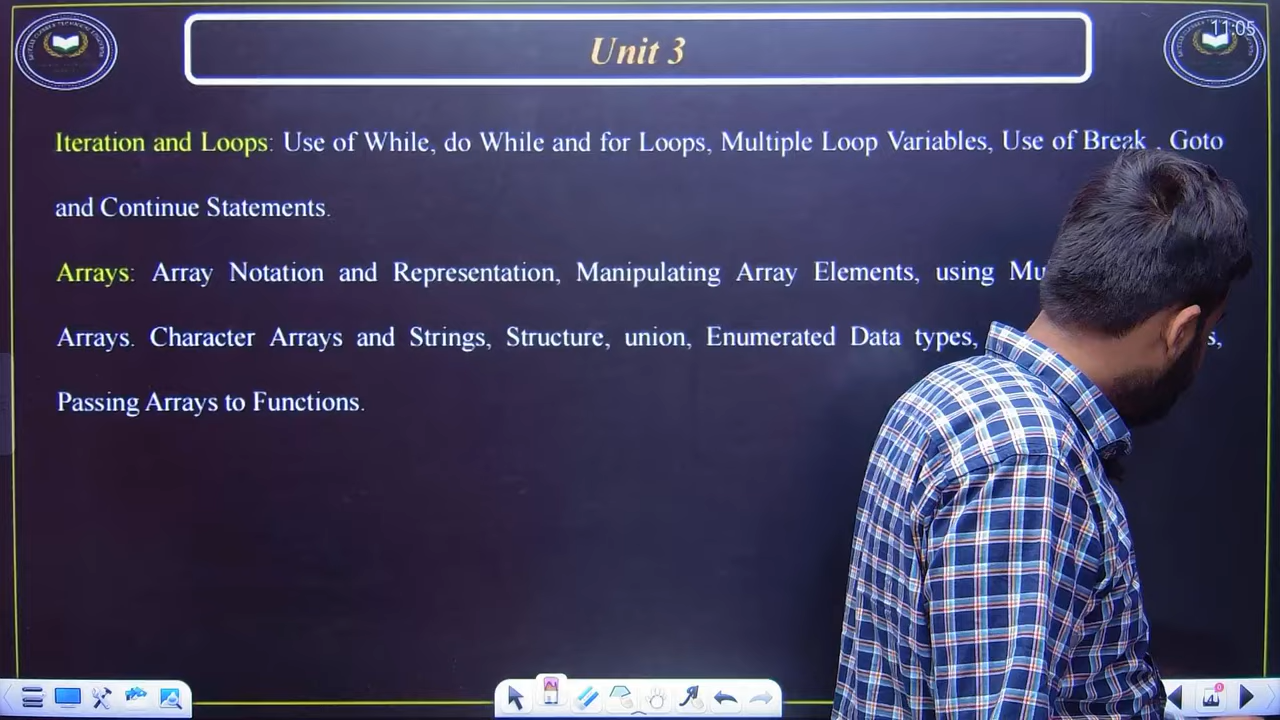 Unit 3
11:05
Iteration and Loops: Use of While, do While and for Loops, Multiple Loop Variables, Use of Break , Goto
and Continue Statements.
Arrays: Array Notation and Representation, Manipulating Array Elements, using
Arrays. Character Arrays and Strings, Structure, union, Enumerated Data types,
Passing Arrays to Functions.